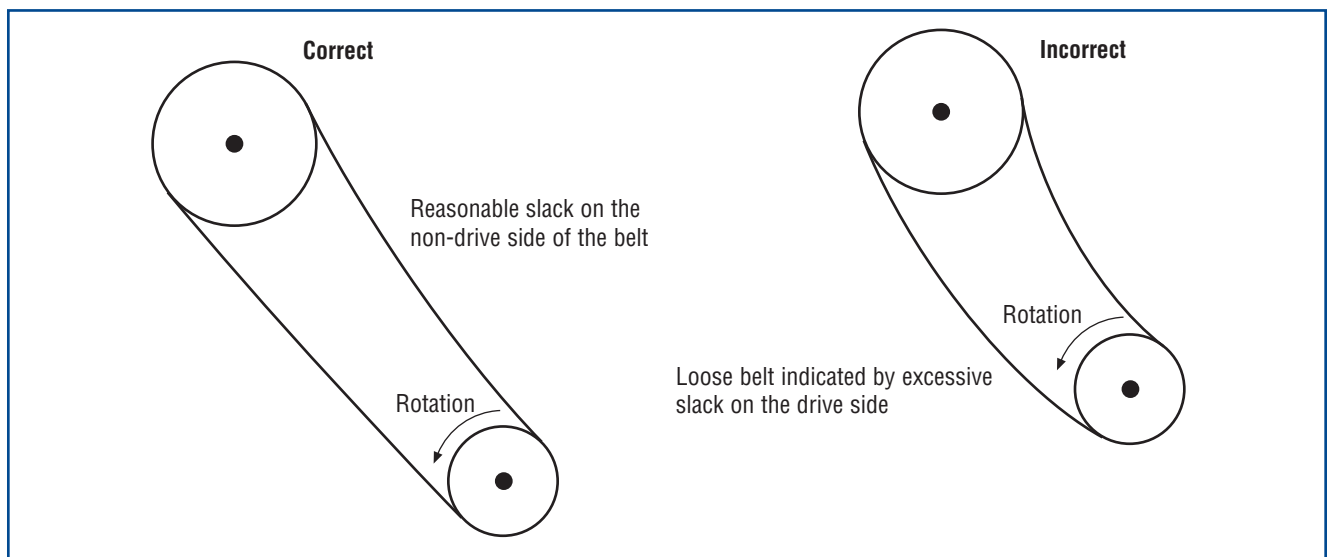 Correct
Reasonable slack on the
non-drive side of the belt
Rotation
Incorrect
Rotation
Loose belt indicated by excessive
slack on the drive side